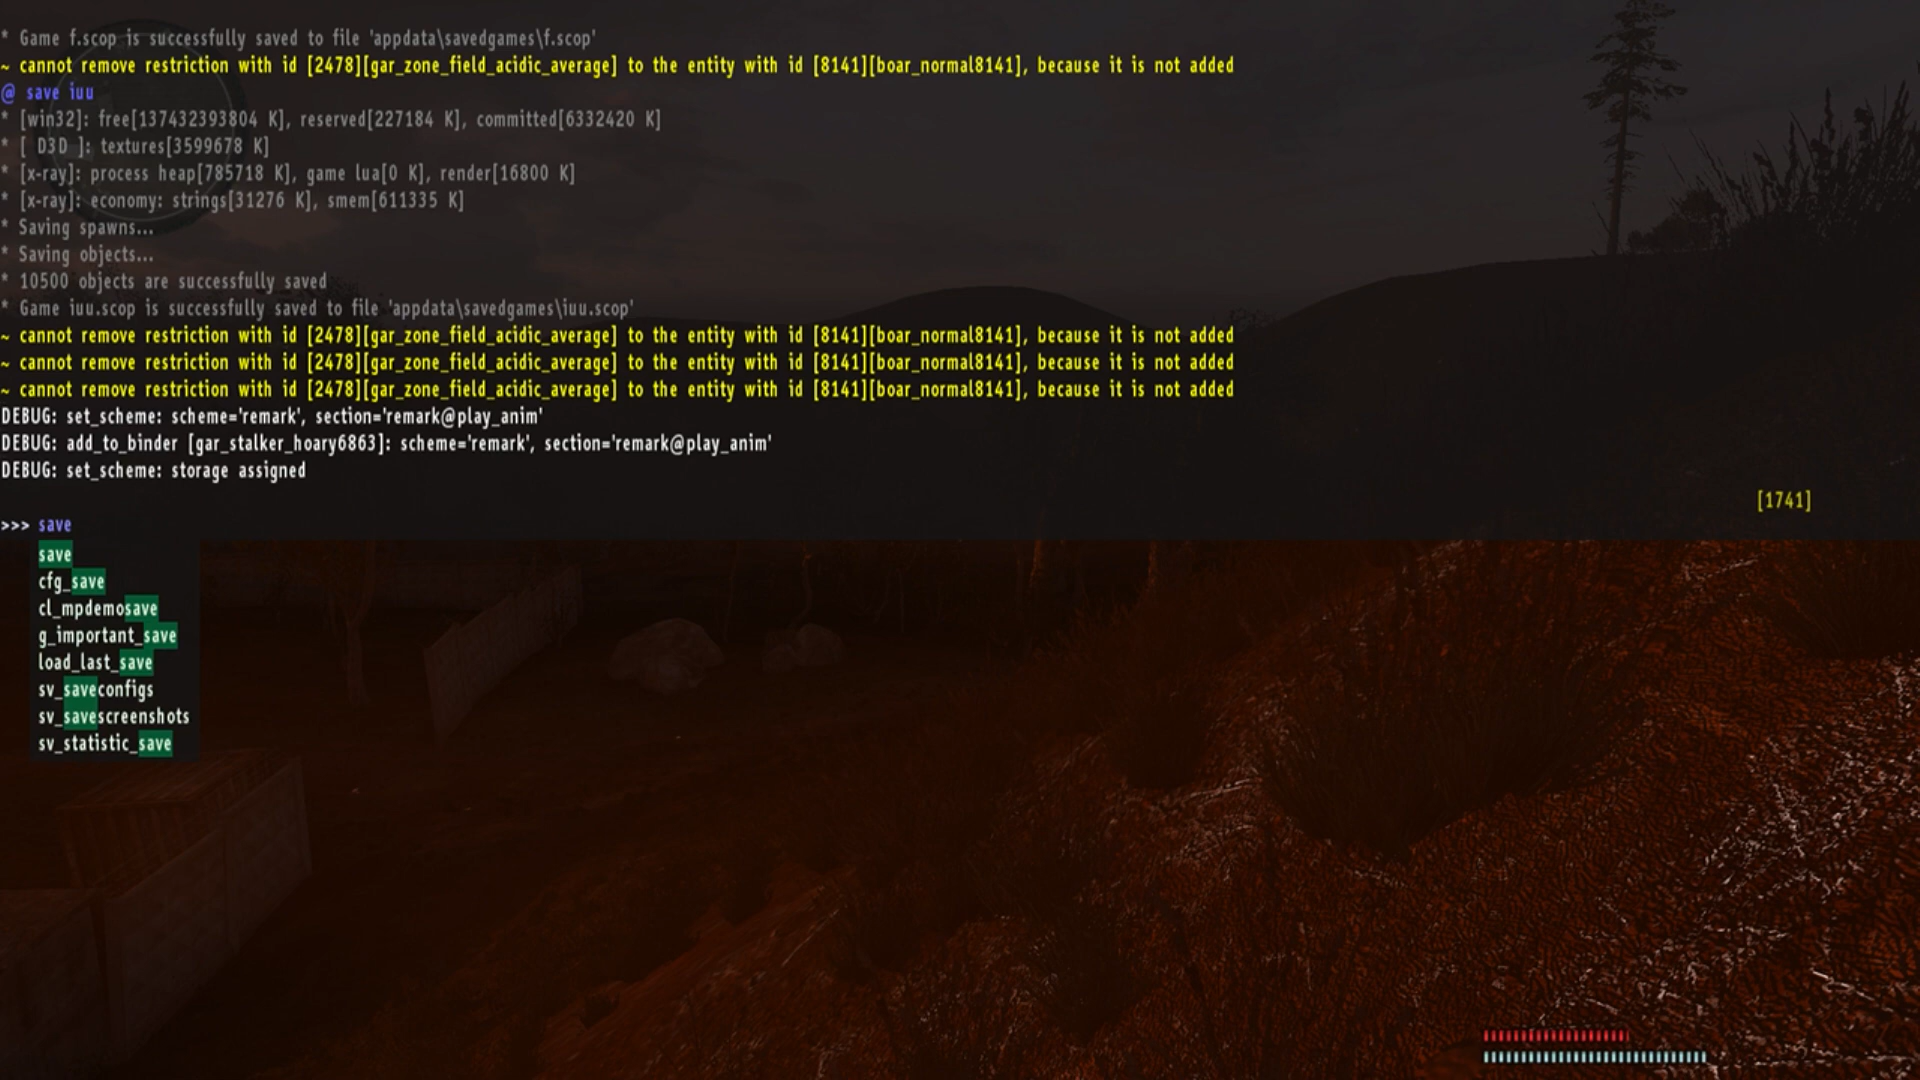 * Game f.scop is successfully saved to file 'appdata\savedgames\f.scop'
~ cannot remove restriction with id [2478][gar_zone_field_acidic_average] to the entity with id [8141][boar_normal8141], because it is not added
@ save iuu
* [win32]: free[137432393804 K], reserved[227184 K], committed[6332420 K]
* [ D3D ]: textures[3599678 K]
* [x-ray]: process heap[785718 K], game lua[0 K], render[16800 K]
* [x-ray]: economy: strings[31276 K], smem[611335 K]
* Saving spawns...
* Saving objects...
* 10500 objects are successfully saved
* Game iuu.scop is successfully saved to file 'appdata\savedgames\iuu.scop'
~ cannot remove restriction with id [2478][gar_zone_field_acidic_average] to the entity with id [8141][boar_normal8141], because it is not added
~ cannot remove restriction with id [2478][gar_zone_field_acidic_average] to the entity with id [8141][boar_normal8141], because it is not added
~ cannot remove restriction with id [2478][gar_zone_field_acidic_average] to the entity with id [8141][boar_normal8141], because it is not added
DEBUG: set_scheme: scheme='remark', section='remark@play_anim'
DEBUG: add_to_binder [gar_stalker_hoary6863]: scheme='remark', section='remark@play_anim'
DEBUG: set_scheme: storage assigned
[1741]
>>> save
save
cfg_save
cl_mpdemosave
g_important_save
load_last_save
sv_saveconfigs
sv_savescreenshots
sv_statistic_save